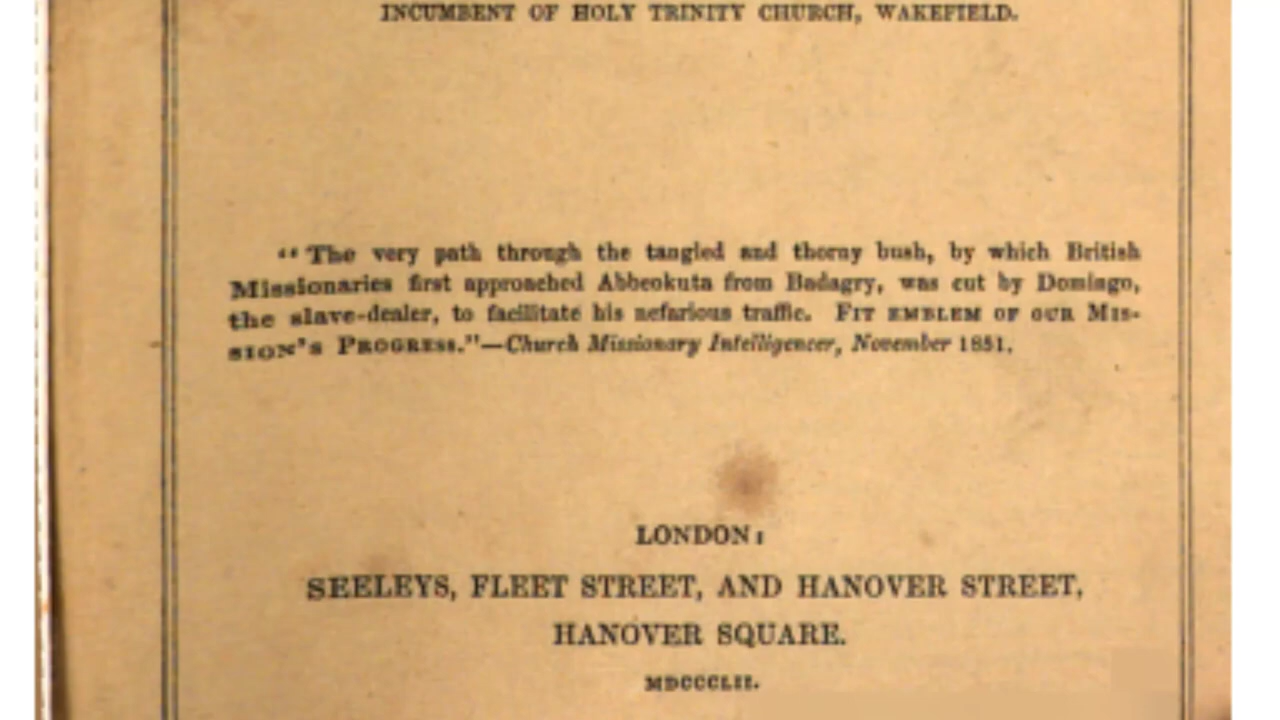 INCUMBENT OF HOLY TRINITY CHURCH, WAKEFIELD.
“The very path through the tangled and thorny bush, by which British
Missionaries first approached Abbeokuta from Badagry, was cut by Domingo,
the slave-dealer, to facilitate his nefarious traffic. FIT EMBLEM OF OUR MIS-
SION'S PROGRESS.”—Church Missionary Intelligencer, November 1851.
LONDON:
SEELEYS, FLEET STREET, AND HANOVER STREET,
HANOVER SQUARE.
MDCCCLII.